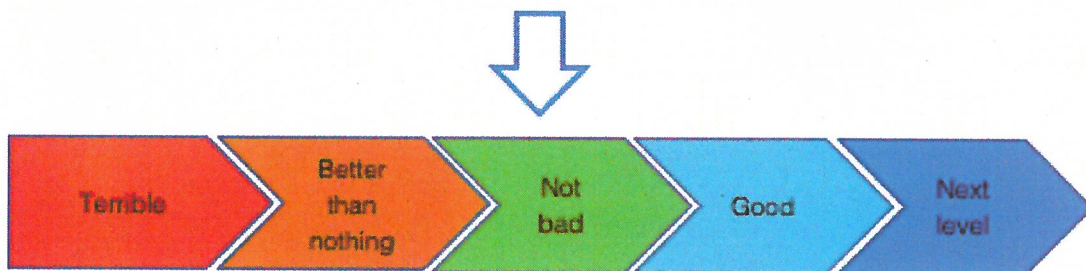 Terrible
Better
than
nothing
Not
bad
Good
Next
level